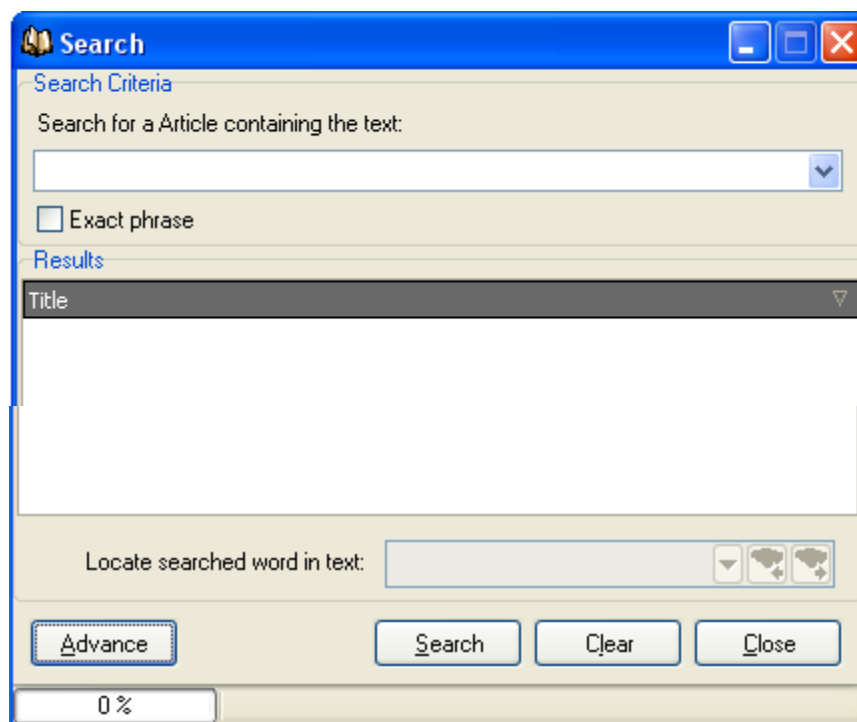 Search
Search Criteria
Search for a Article containing the text:
Exact phrase
Results
Title
Locate searched word in text:
Advance Search Clear Close
0 %